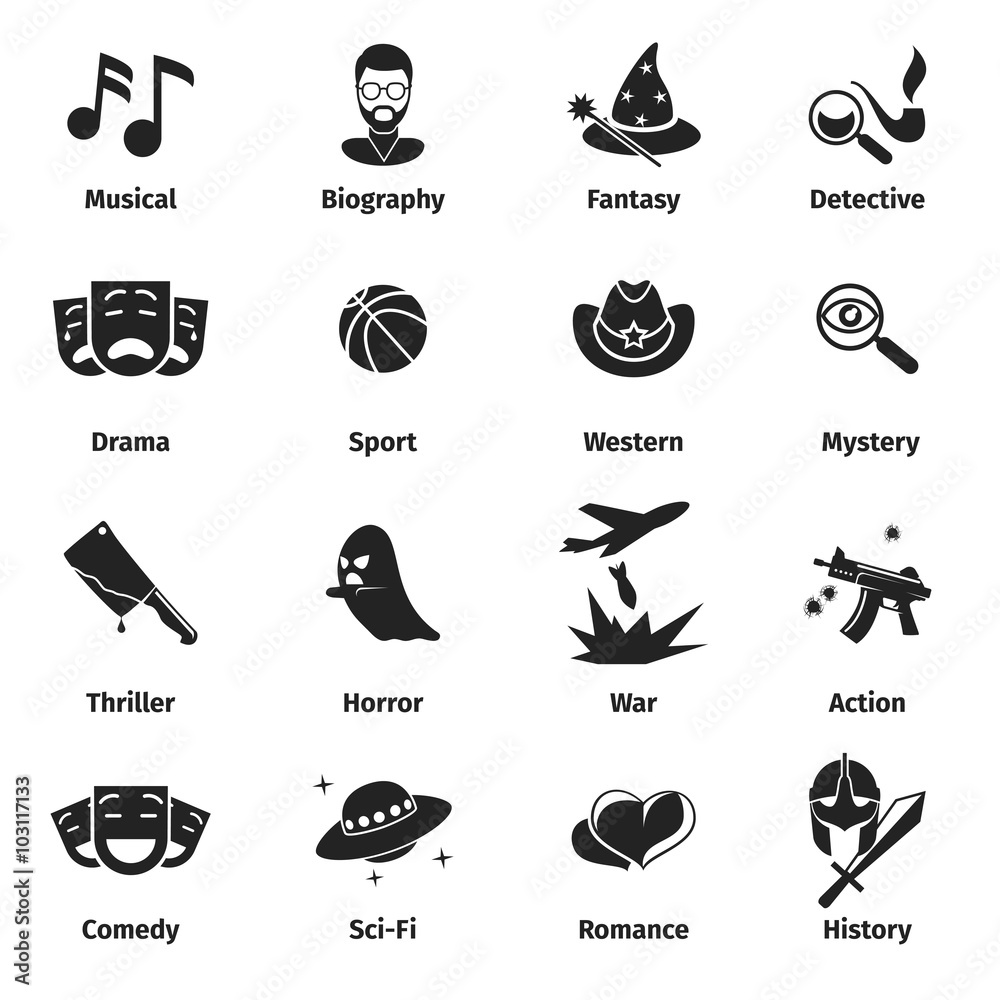 Musical Biography Fantasy Detective
Drama Sport Western Mystery
Thriller Horror War Action
Comedy Sci-Fi Romance History
Adobe Stock | #103117133